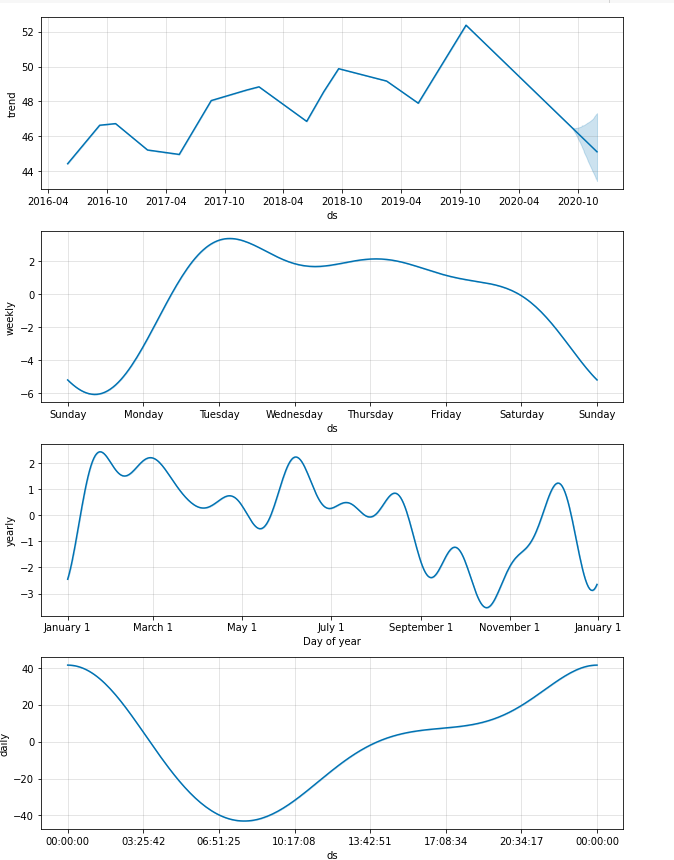 52
50
48
46
44
trend
2016-04 2016-10 2017-04 2017-10 2018-04 2018-10 2019-04 2019-10 2020-04 2020-10
ds
2
0
−2
−4
−6
weekly
Sunday Monday Tuesday Wednesday Thursday Friday Saturday Sunday
ds
2
1
0
−1
−2
−3
yearly
January 1 March 1 May 1 July 1 September 1 November 1 January 1
Day of year
40
20
0
−20
−40
daily
00:00:00 03:25:42 06:51:25 10:17:08 13:42:51 17:08:34 20:34:17 00:00:00
ds